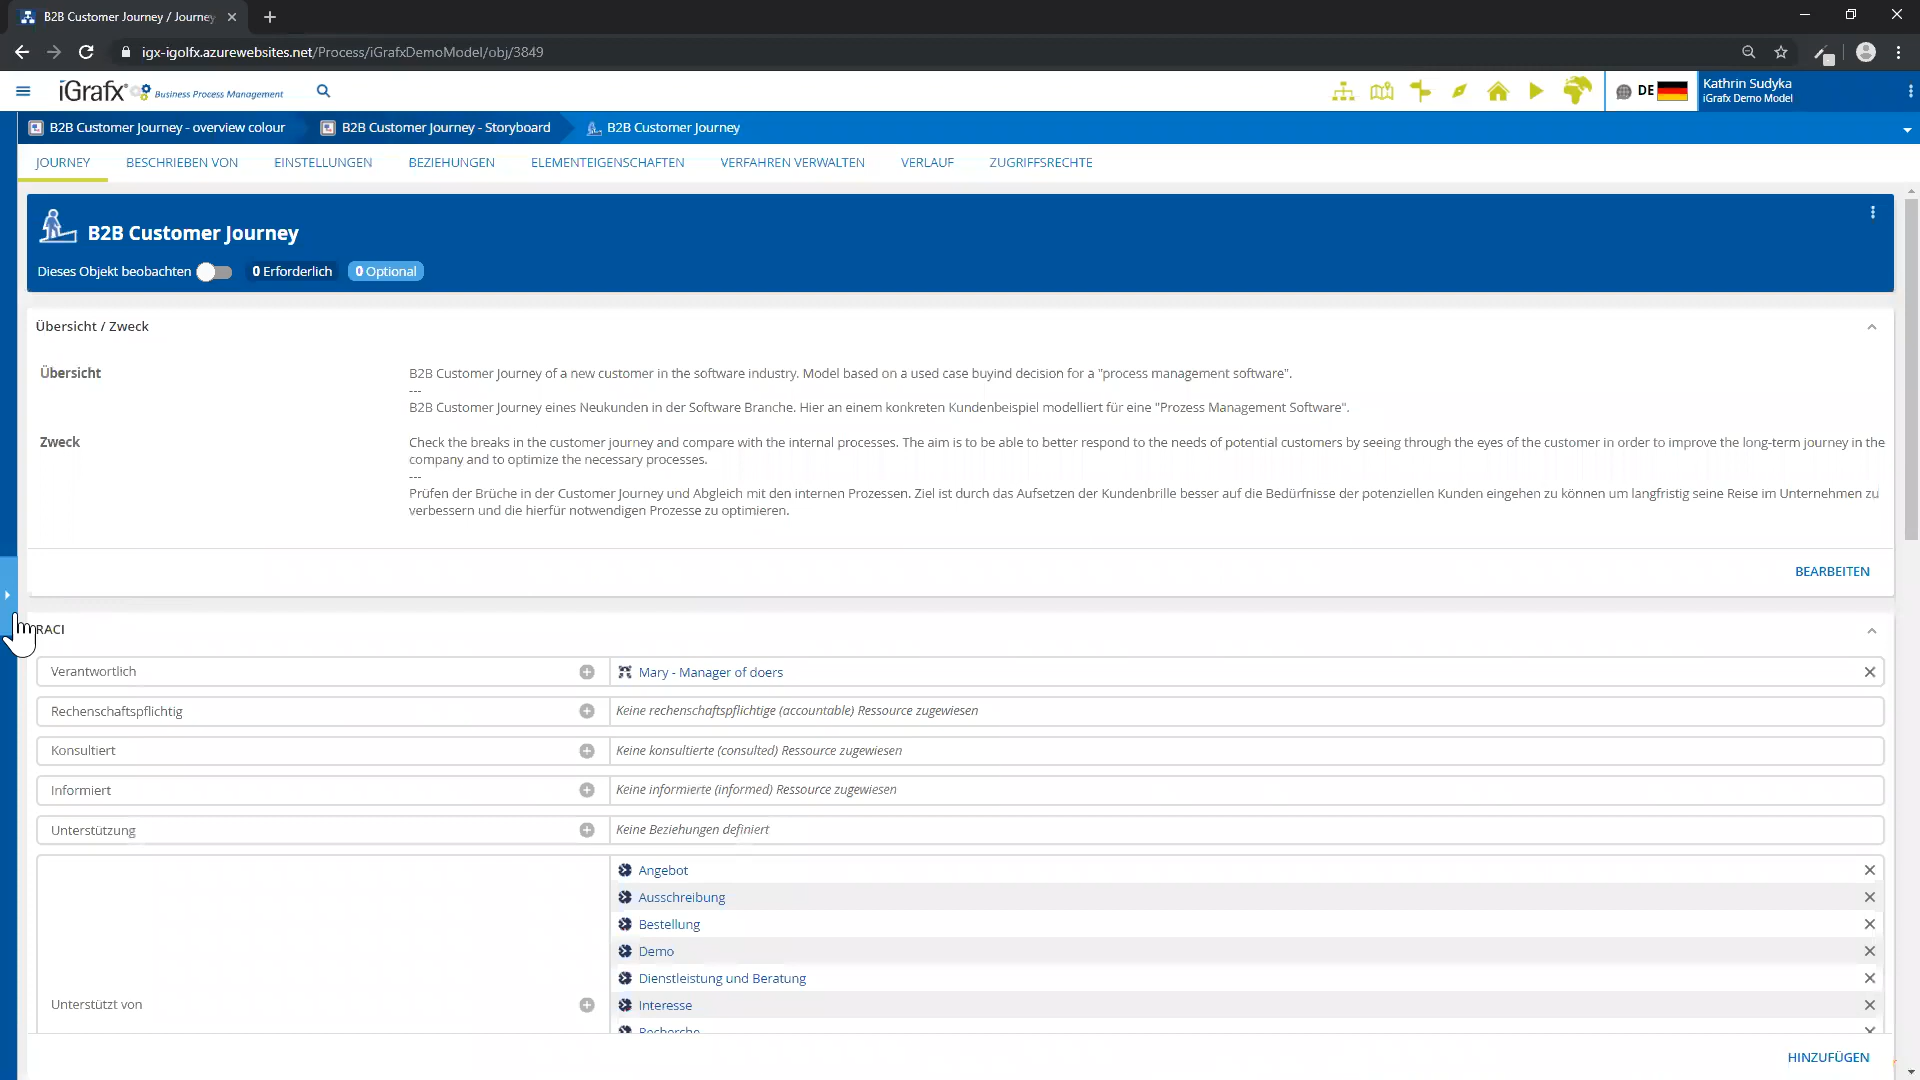 B2B Customer Journey / Journey
igx-igolfx.azurewebsites.net/Process/iGrafxDemoModel/obj/3849
iGrafx Business Process Management
DE
Kathrin Sudyka
iGrafx Demo Model
B2B Customer Journey - overview colour
B2B Customer Journey - Storyboard
B2B Customer Journey
JOURNEY
BESCHRIEBEN VON
EINSTELLUNGEN
BEZIEHUNGEN
ELEMENTEIGENSCHAFTEN
VERFAHREN VERWALTEN
VERLAUF
ZUGRIFFSRECHTE
B2B Customer Journey
Dieses Objekt beobachten
0 Erforderlich
0 Optional
Übersicht / Zweck
Übersicht
B2B Customer Journey of a new customer in the software industry. Model based on a used case buyind decision for a "process management software".
---
B2B Customer Journey eines Neukunden in der Software Branche. Hier an einem konkreten Kundenbeispiel modelliert für eine "Prozess Management Software".
Zweck
Check the breaks in the customer journey and compare with the internal processes. The aim is to be able to better respond to the needs of potential customers by seeing through the eyes of the customer in order to improve the long-term journey in the
company and to optimize the necessary processes.
---
Prüfen der Brüche in der Customer Journey und Abgleich mit den internen Prozessen. Ziel ist durch das Aufsetzen der Kundenbrille besser auf die Bedürfnisse der potenziellen Kunden eingehen zu können um langfristig seine Reise im Unternehmen zu
verbessern und die hierfür notwendigen Prozesse zu optimieren.
BEARBEITEN
RACI
Verantwortlich
Mary - Manager of doers
Rechenschaftspflichtig
Keine rechenschaftspflichtige (accountable) Ressource zugewiesen
Konsultiert
Keine konsultierte (consulted) Ressource zugewiesen
Informiert
Keine informierte (informed) Ressource zugewiesen
Unterstützung
Keine Beziehungen definiert
Unterstützt von
Angebot
Ausschreibung
Bestellung
Demo
Dienstleistung und Beratung
Interesse
Recherche
HINZUFÜGEN